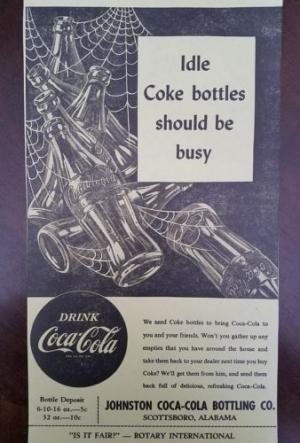 Idle
Coke bottles
should be
busy
DRINK
Coca-Cola
We need Coke bottles to bring Coca-Cola to
you and your friends. Won't you gather up any
empties that you have around the house and
take them back to your dealer next time you buy
Coke? We'll get them from him, and send them
back full of delicious, refreshing Coca-Cola.
Bottle Deposit
6-10-16 oz.—5c
32 oz.—10c
JOHNSTON COCA-COLA BOTTLING CO.
SCOTTSBORO, ALABAMA
"IS IT FAIR?" — ROTARY INTERNATIONAL